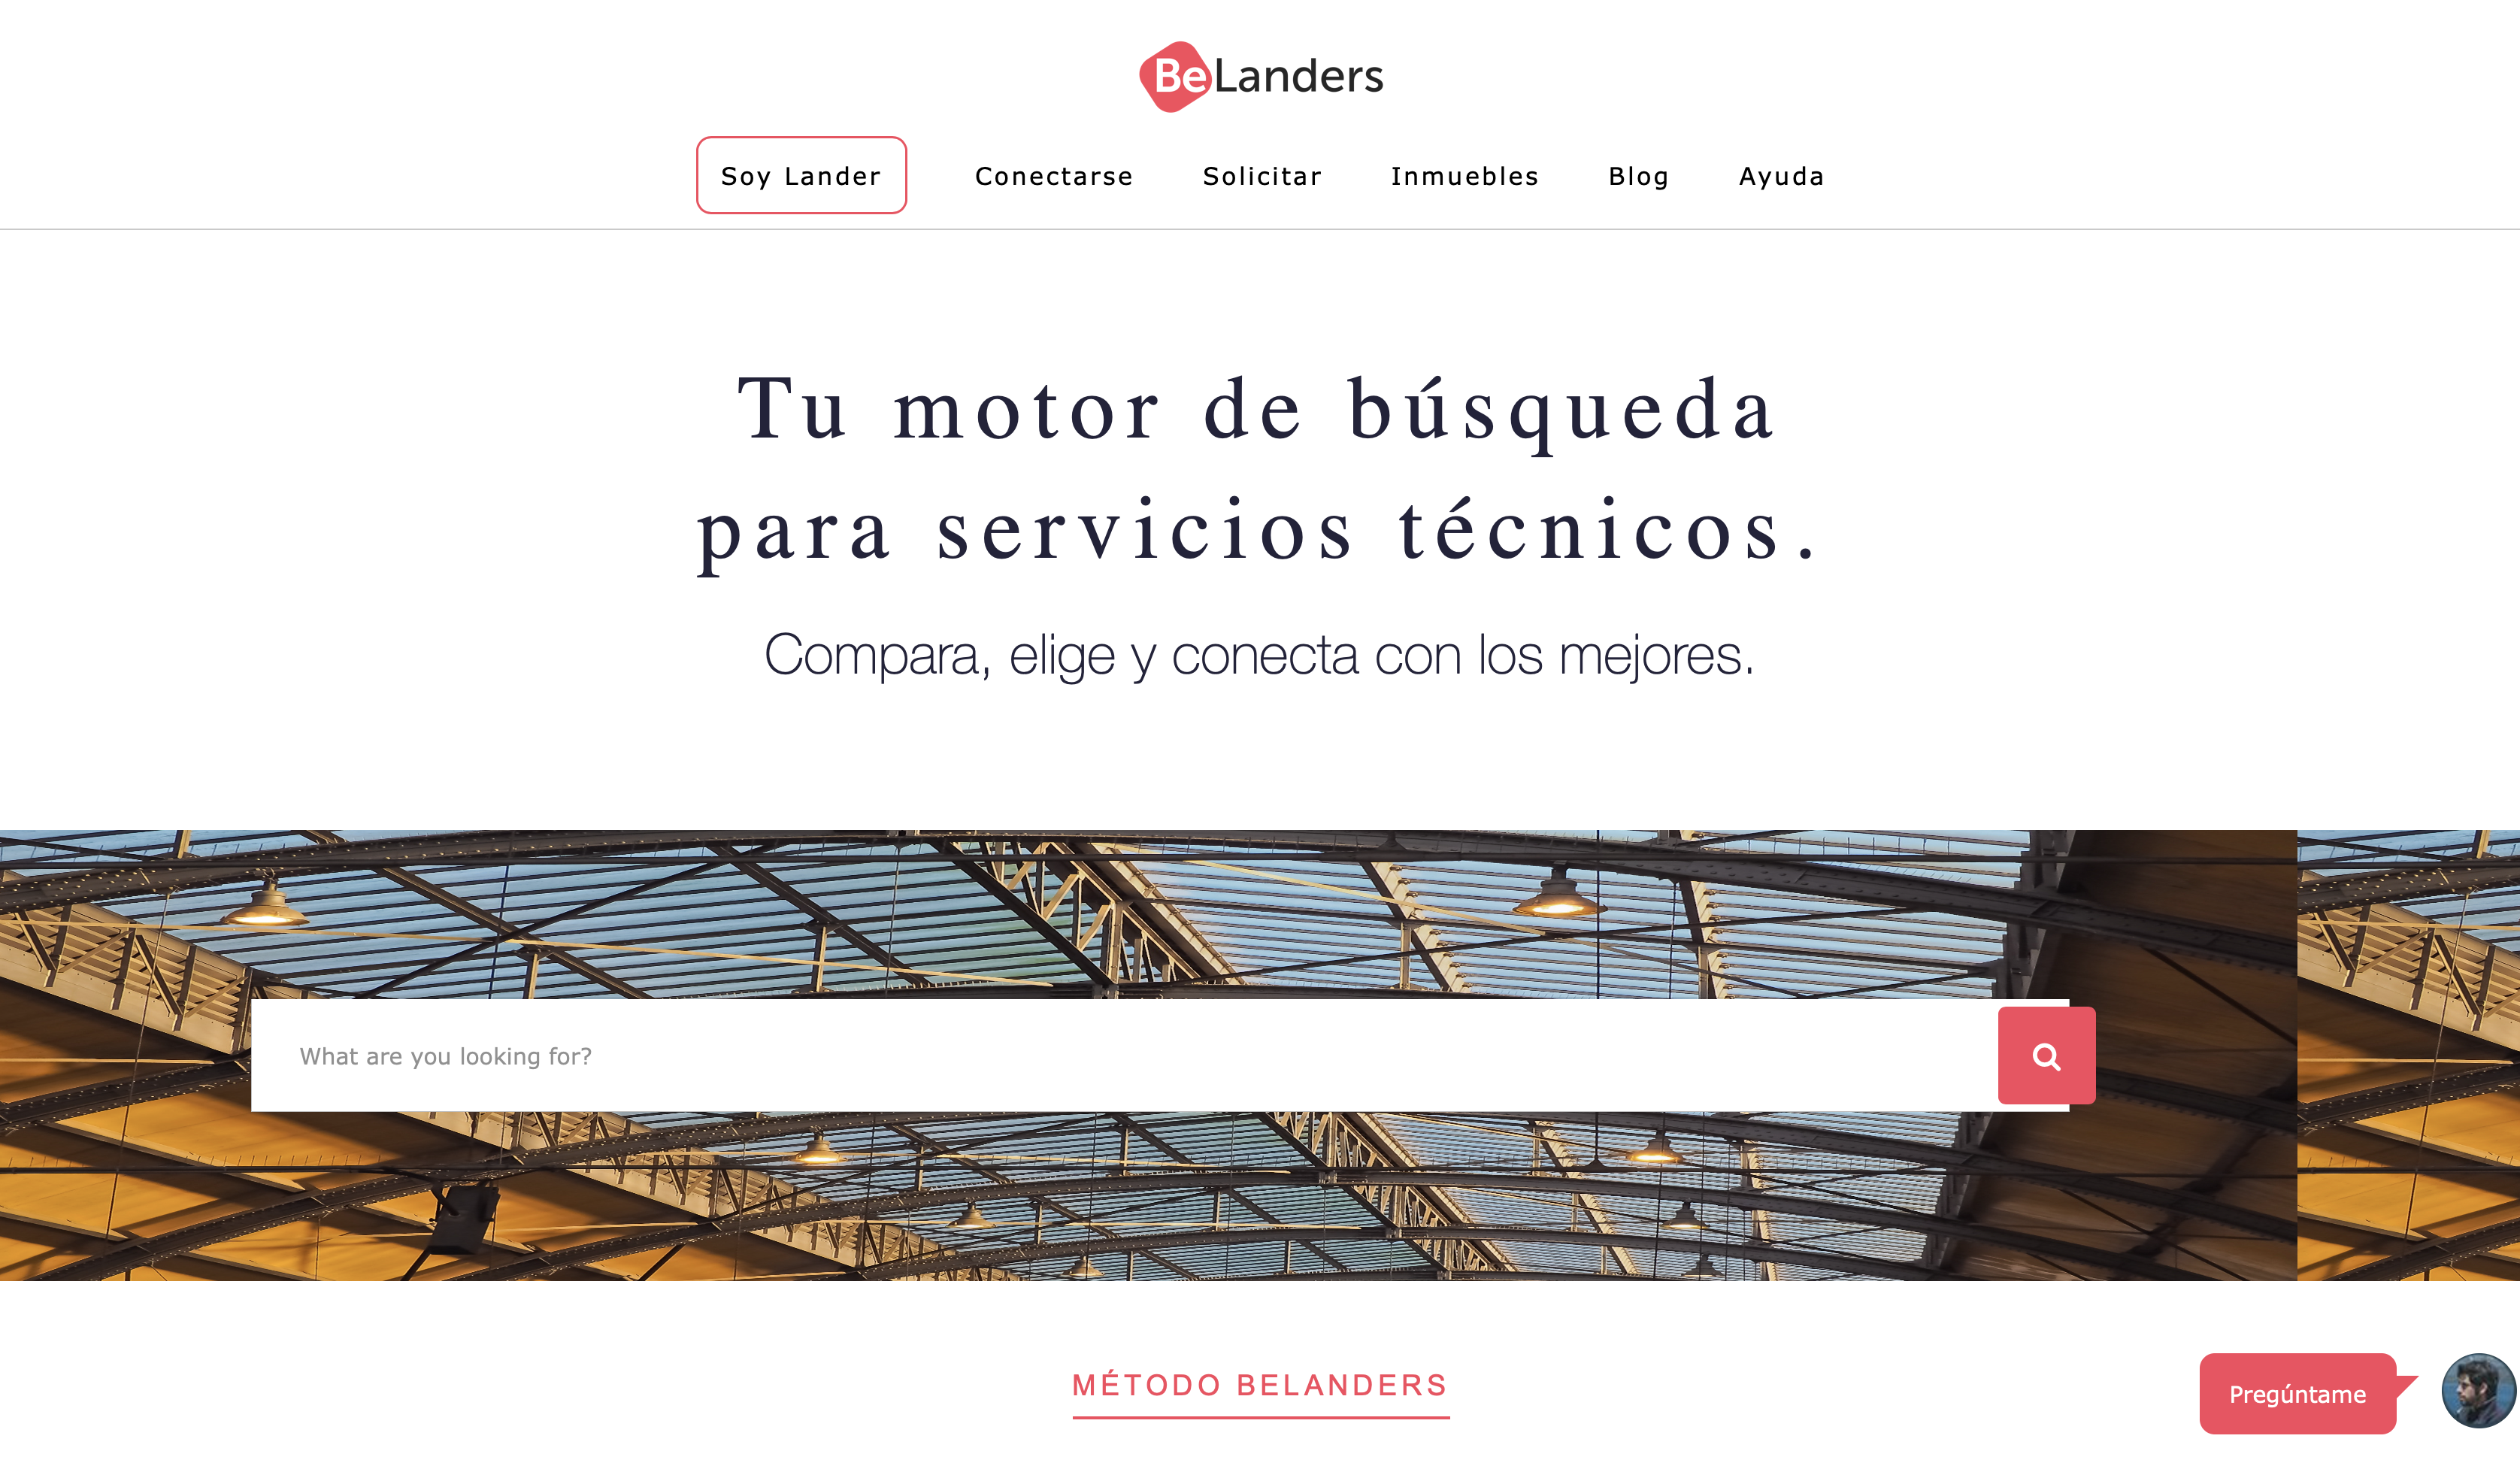 BeLanders
Soy Lander Conectarse Solicitar Inmuebles Blog Ayuda
Tu motor de búsqueda
para servicios técnicos.
Compara, elige y conecta con los mejores.
What are you looking for?
MÉTODO BELANDERS
Pregúntame